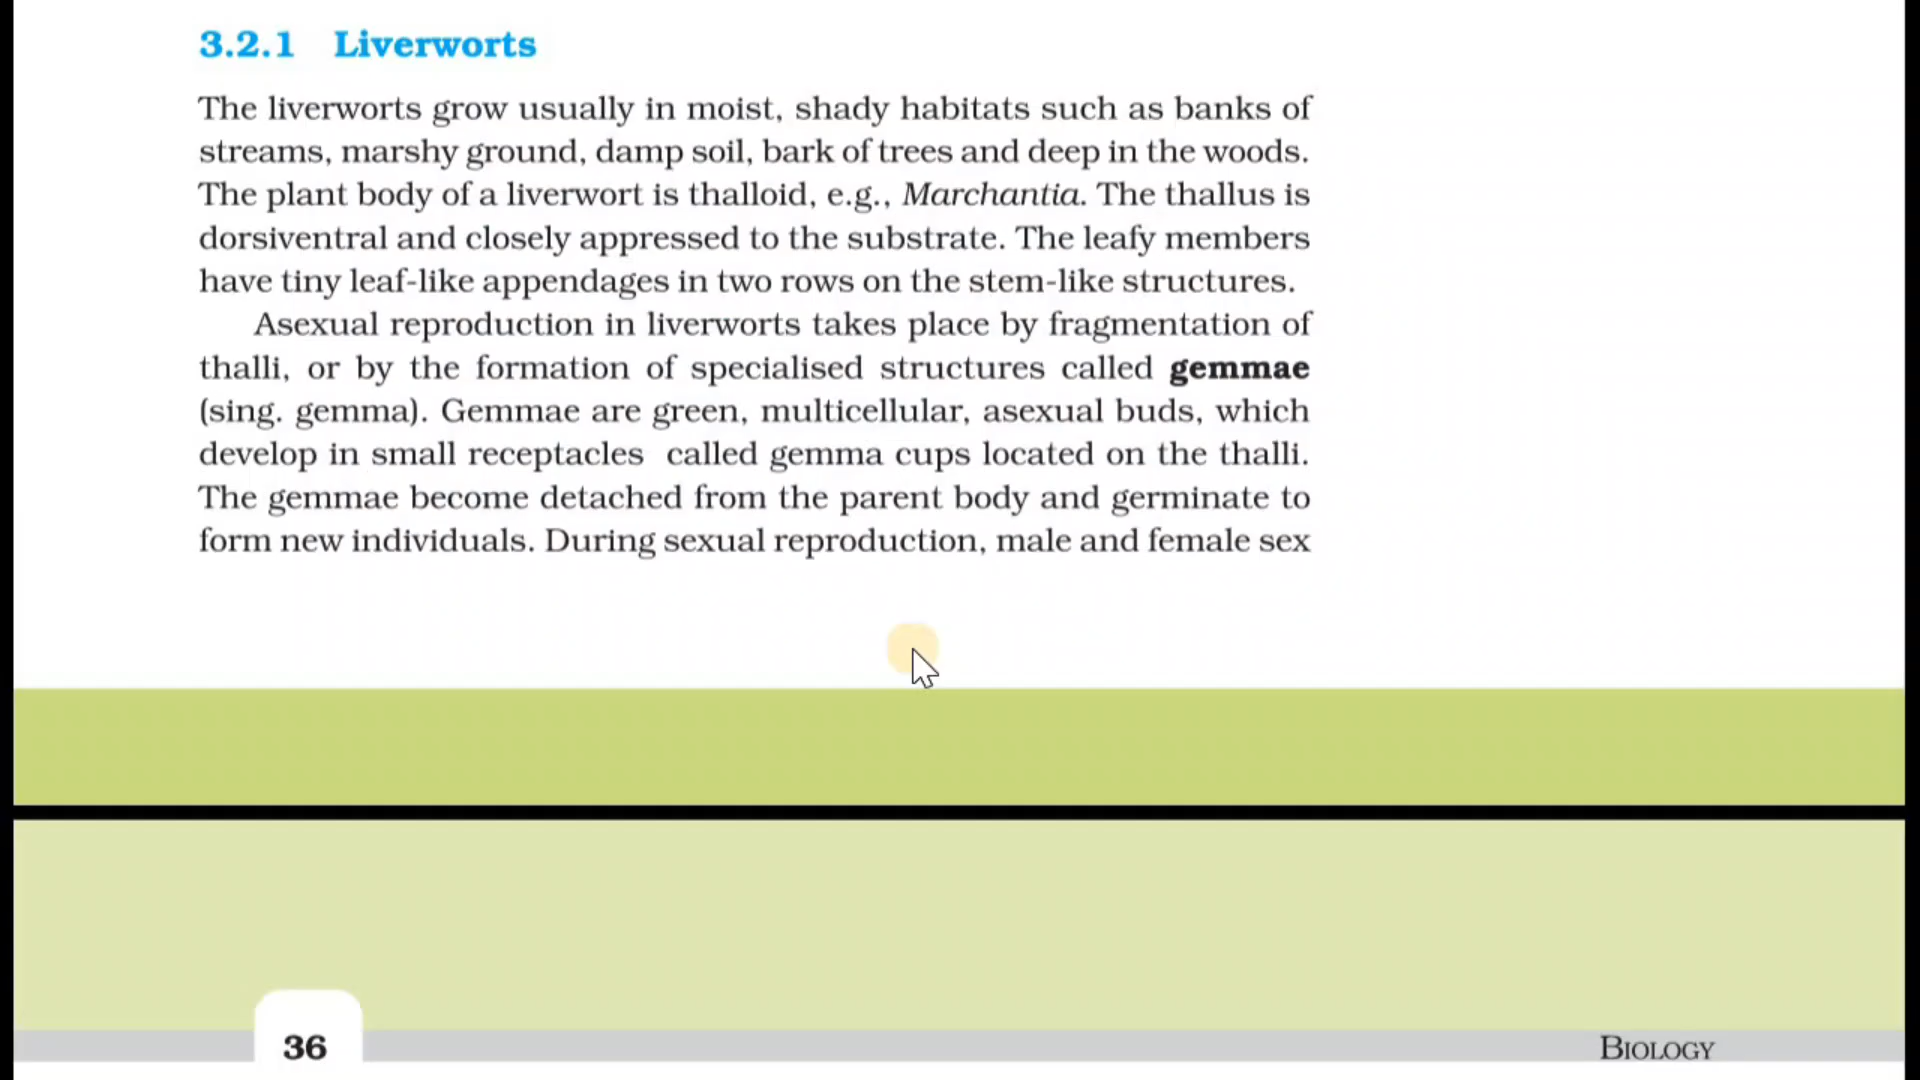 3.2.1 Liverworts
The liverworts grow usually in moist, shady habitats such as banks of
streams, marshy ground, damp soil, bark of trees and deep in the woods.
The plant body of a liverwort is thalloid, e.g., Marchantia. The thallus is
dorsiventral and closely appressed to the substrate. The leafy members
have tiny leaf-like appendages in two rows on the stem-like structures.
Asexual reproduction in liverworts takes place by fragmentation of
thalli, or by the formation of specialised structures called gemmae
(sing. gemma). Gemmae are green, multicellular, asexual buds, which
develop in small receptacles called gemma cups located on the thalli.
The gemmae become detached from the parent body and germinate to
form new individuals. During sexual reproduction, male and female sex
36
BIOLOGY